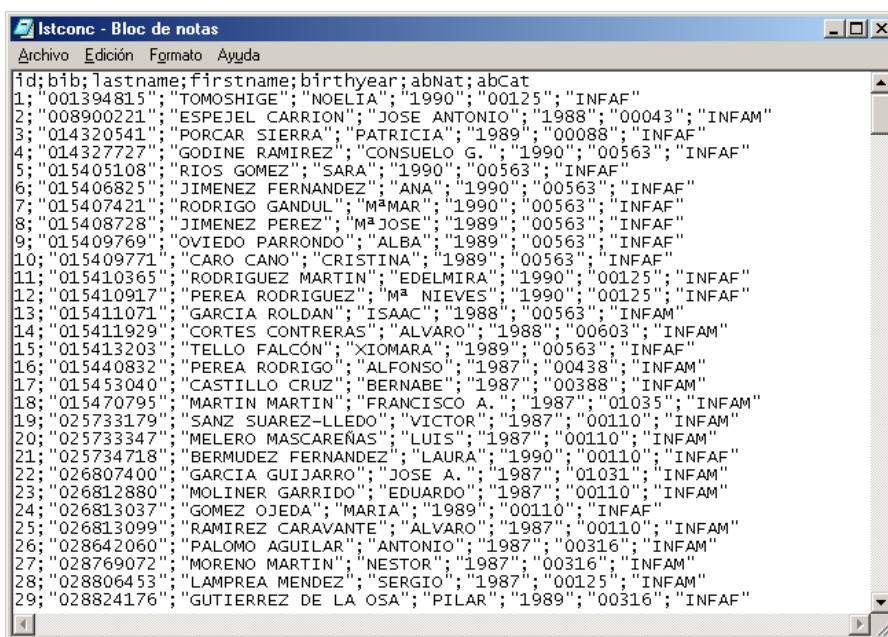 lstconc - Bloc de notas
Archivo Edición Formato Ayuda
id;bib;lastname;firstname;birthyear;abNat;abCat
1;"001394815";"TOMOSHIGE";"NOELIA";"1990";"00125";"INFAF"
2;"008900221";"ESPEJEL CARRION";"JOSE ANTONIO";"1988";"00043";"INFAM"
3;"014320541";"PORCAR SIERRA";"PATRICIA";"1989";"00088";"INFAF"
4;"014327727";"GODINE RAMIREZ";"CONSUELO G.";"1990";"00563";"INFAF"
5;"015405108";"RIOS GOMEZ";"SARA";"1990";"00563";"INFAF"
6;"015406825";"JIMENEZ FERNANDEZ";"ANA";"1990";"00563";"INFAF"
7;"015407421";"RODRIGO GANDUL";"MªMAR";"1990";"00563";"INFAF"
8;"015408728";"JIMENEZ PEREZ";"MªJOSE";"1989";"00563";"INFAF"
9;"015409769";"OVIEDO PARRONDO";"ALBA";"1989";"00563";"INFAF"
10;"015409771";"CARO CANO";"CRISTINA";"1989";"00563";"INFAF"
11;"015410365";"RODRIGUEZ MARTIN";"EDELMIRA";"1990";"00125";"INFAF"
12;"015410917";"PEREA RODRIGUEZ";"Mª NIEVES";"1990";"00125";"INFAF"
13;"015411071";"GARCIA ROLDAN";"ISAAC";"1988";"00563";"INFAM"
14;"015411929";"CORTES CONTRERAS";"ALVARO";"1988";"00603";"INFAM"
15;"015413203";"TELLO FALCÓN";"XIOMARA";"1989";"00563";"INFAF"
16;"015440832";"PEREA RODRIGO";"ALFONSO";"1987";"00438";"INFAM"
17;"015453040";"CASTILLO CRUZ";"BERNABE";"1987";"00388";"INFAM"
18;"015470795";"MARTIN MARTIN";"FRANCISCO A.";"1987";"01035";"INFAM"
19;"025733179";"SANZ SUAREZ-LLEDO";"VICTOR";"1987";"00110";"INFAM"
20;"025733347";"MELERO MASCAREÑAS";"LUIS";"1987";"00110";"INFAM"
21;"025734718";"BERMUDEZ FERNANDEZ";"LAURA";"1990";"00110";"INFAF"
22;"026807400";"GARCIA GUIJARRO";"JOSE A.";"1987";"01031";"INFAM"
23;"026812880";"MOLINER GARRIDO";"EDUARDO";"1987";"00110";"INFAM"
24;"026813037";"GOMEZ OJEDA";"MARIA";"1989";"00110";"INFAF"
25;"026813099";"RAMIREZ CARAVANTE";"ALVARO";"1987";"00110";"INFAM"
26;"028642060";"PALOMO AGUILAR";"ANTONIO";"1987";"00316";"INFAM"
27;"028769072";"MORENO MARTIN";"NESTOR";"1987";"00316";"INFAM"
28;"028806453";"LAMPREA MENDEZ";"SERGIO";"1987";"00125";"INFAM"
29;"028824176";"GUTIERREZ DE LA OSA";"PILAR";"1989";"00316";"INFAF"